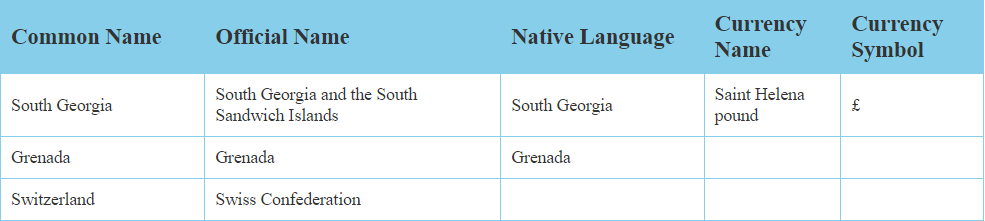 Common Name Official Name Native Language Currency Name Currency Symbol
South Georgia South Georgia and the South Sandwich Islands South Georgia Saint Helena pound £
Grenada Grenada Grenada
Switzerland Swiss Confederation